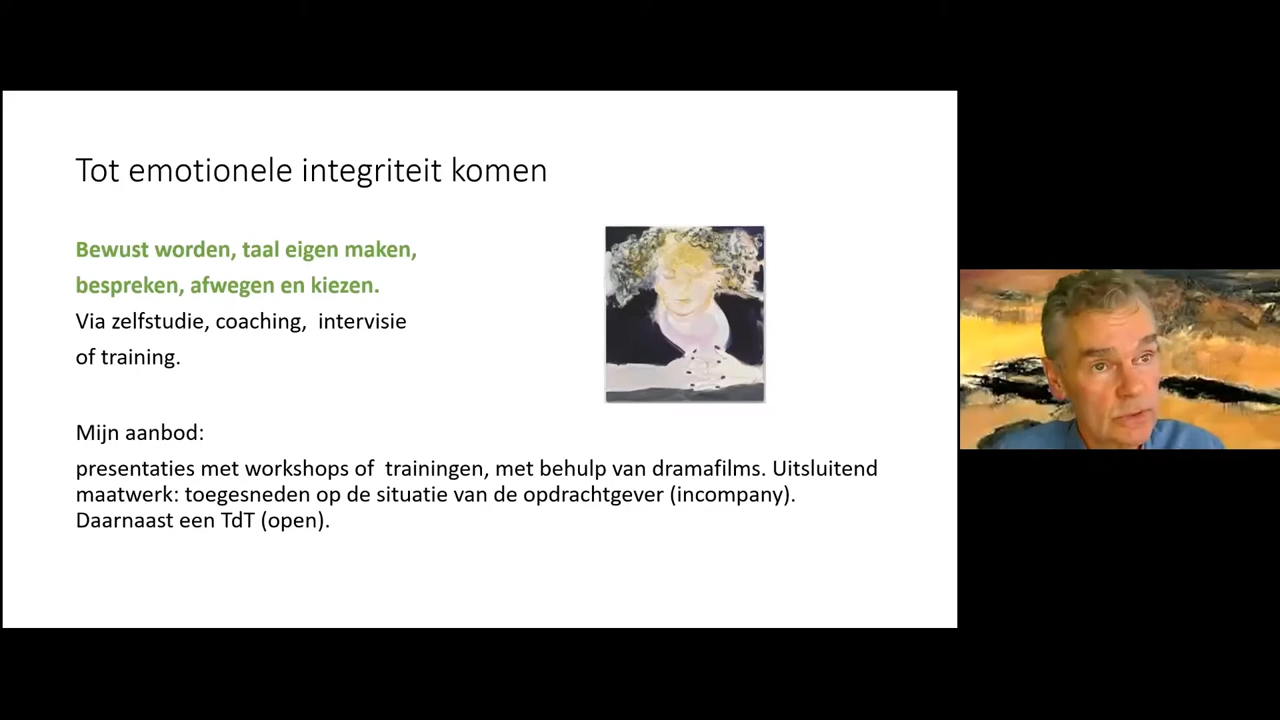 Tot emotionele integriteit komen
Bewust worden, taal eigen maken,
bespreken, afwegen en kiezen.
Via zelfstudie, coaching,  intervisie
of training.
Mijn aanbod:
presentaties met workshops of  trainingen, met behulp van dramafilms. Uitsluitend
maatwerk: toegesneden op de situatie van de opdrachtgever (incompany).
Daarnaast een TdT (open).